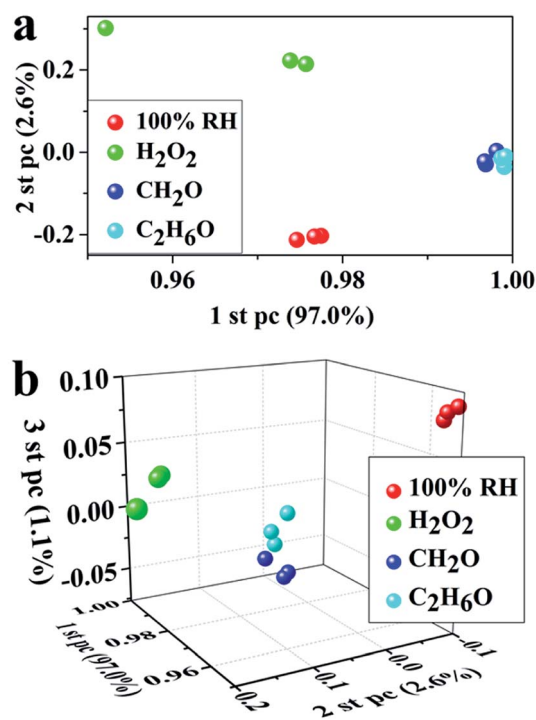 a
2 st pc (2.6%)
0.2
0.0
-0.2
100% RH
H2O2
CH2O
C2H6O
0.96
0.98
1.00
1 st pc (97.0%)
b
3 st pc (1.1%)
0.10
0.05
0.00
-0.05
100% RH
H2O2
CH2O
C2H6O
1.00
0.98
0.96
1 st pc (97.0%)
0.2
0.1
0.0
-0.1
2 st pc (2.6%)